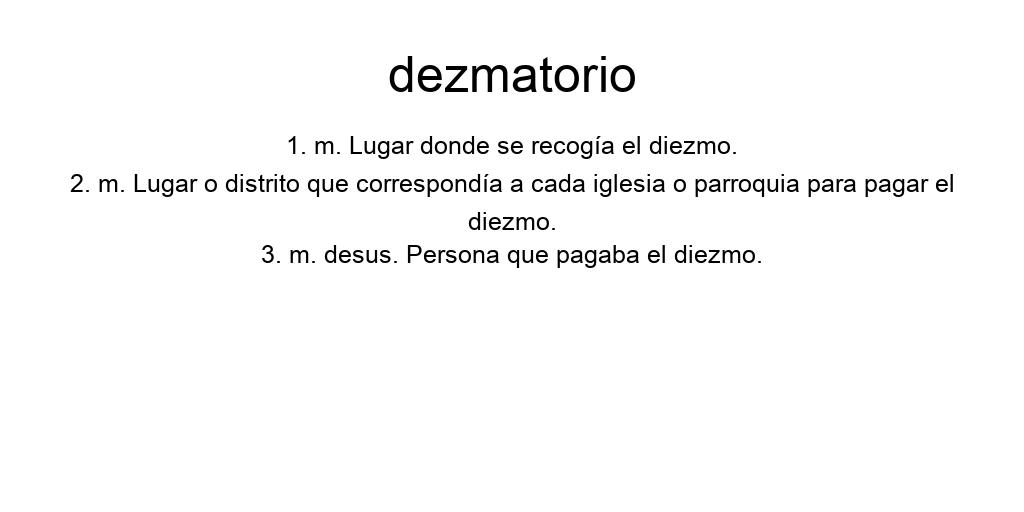 dezmatorio
1. m. Lugar donde se recogía el diezmo.
2. m. Lugar o distrito que correspondía a cada iglesia o parroquia para pagar el
diezmo.
3. m. desus. Persona que pagaba el diezmo.